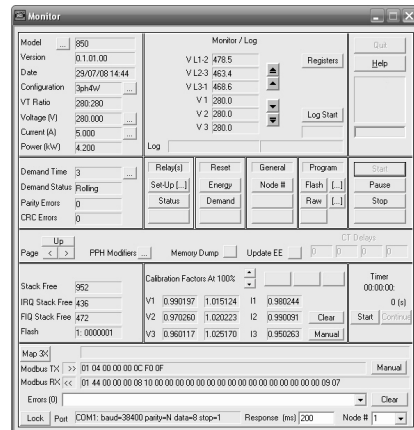 Monitor
Model ... 850
Version 0.1.01.00
Date 29/07/08 14:44
Configuration 3ph4W ...
VT Ratio 280:280
Voltage (V) 280.000 ...
Current (A) 5.000 ...
Power (kW) 4.200
Monitor / Log
V L1-2 478.5
V L2-3 463.4
V L3-1 468.6
V 1 280.0
V 2 280.0
V 3 280.0
Registers
Log Start
Log
Quit
Help
Demand Time 3 ...
Demand Status Rolling
Parity Errors 0
CRC Errors 0
Relay(s) Reset General Program
Set-Up [...] Energy Node # Flash [...]
Status Demand Raw [...]
Start
Pause
Stop
Up
Page < > PPH Modifiers ... Memory Dump Update EE
CT Delays
0 0 0 0
Stack Free 952
IRQ Stack Free 436
FIQ Stack Free 472
Flash 1: 0000001
Calibration Factors At 100%
V1 0.990197 1.015124 I1 0.980244
V2 0.970260 1.020223 I2 0.990091 Clear
V3 0.960117 1.025170 I3 0.950263 Manual
Timer
00:00:00:
0 (s)
Start Continue
Map 3X
Modbus TX >> 01 04 00 00 00 0C F0 0F Manual
Modbus RX << 01 44 00 00 00 08 10 00 00 00 00 00 00 00 00 00 00 00 00 00 00 00 09 07
Errors (0) Clear
Lock Port COM1: baud=38400 parity=N data=8 stop=1 Response (ms) 200 Node # 1